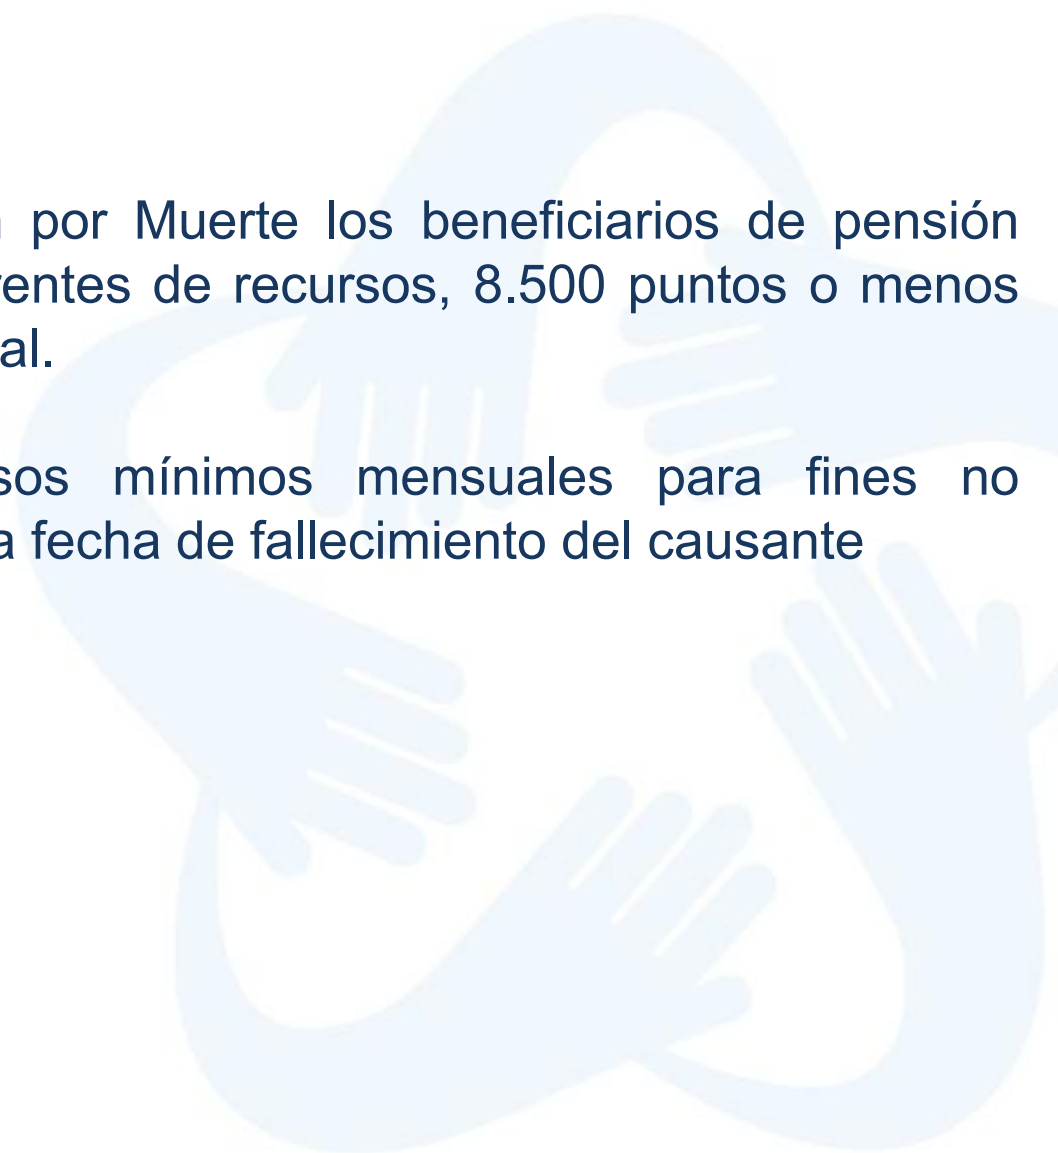 por Muerte los beneficiarios de pensión
rentes de recursos, 8.500 puntos o menos
al.
sos mínimos mensuales para fines no
a fecha de fallecimiento del causante